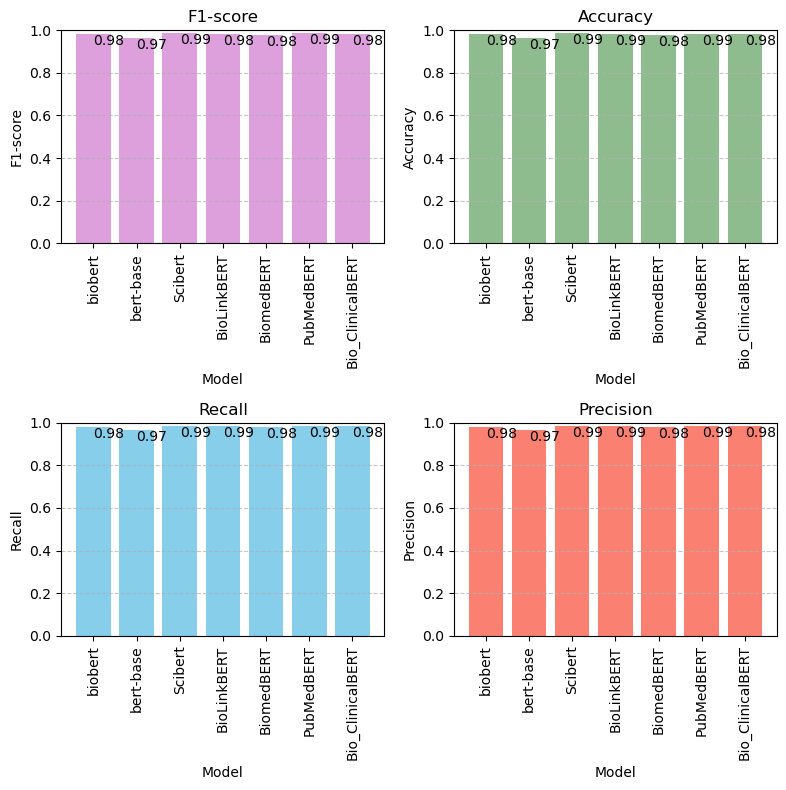 F1-score
1.0
0.8
0.6
0.4
0.2
0.0
F1-score
0.98
0.97
0.99
0.98
0.98
0.99
0.98
biobert
bert-base
Scibert
BioLinkBERT
BiomedBERT
PubMedBERT
Bio_ClinicalBERT
Model
Accuracy
1.0
0.8
0.6
0.4
0.2
0.0
Accuracy
0.98
0.97
0.99
0.99
0.98
0.99
0.98
biobert
bert-base
Scibert
BioLinkBERT
BiomedBERT
PubMedBERT
Bio_ClinicalBERT
Model
Recall
1.0
0.8
0.6
0.4
0.2
0.0
Recall
0.98
0.97
0.99
0.99
0.98
0.99
0.98
biobert
bert-base
Scibert
BioLinkBERT
BiomedBERT
PubMedBERT
Bio_ClinicalBERT
Model
Precision
1.0
0.8
0.6
0.4
0.2
0.0
Precision
0.98
0.97
0.99
0.99
0.98
0.99
0.98
biobert
bert-base
Scibert
BioLinkBERT
BiomedBERT
PubMedBERT
Bio_ClinicalBERT
Model